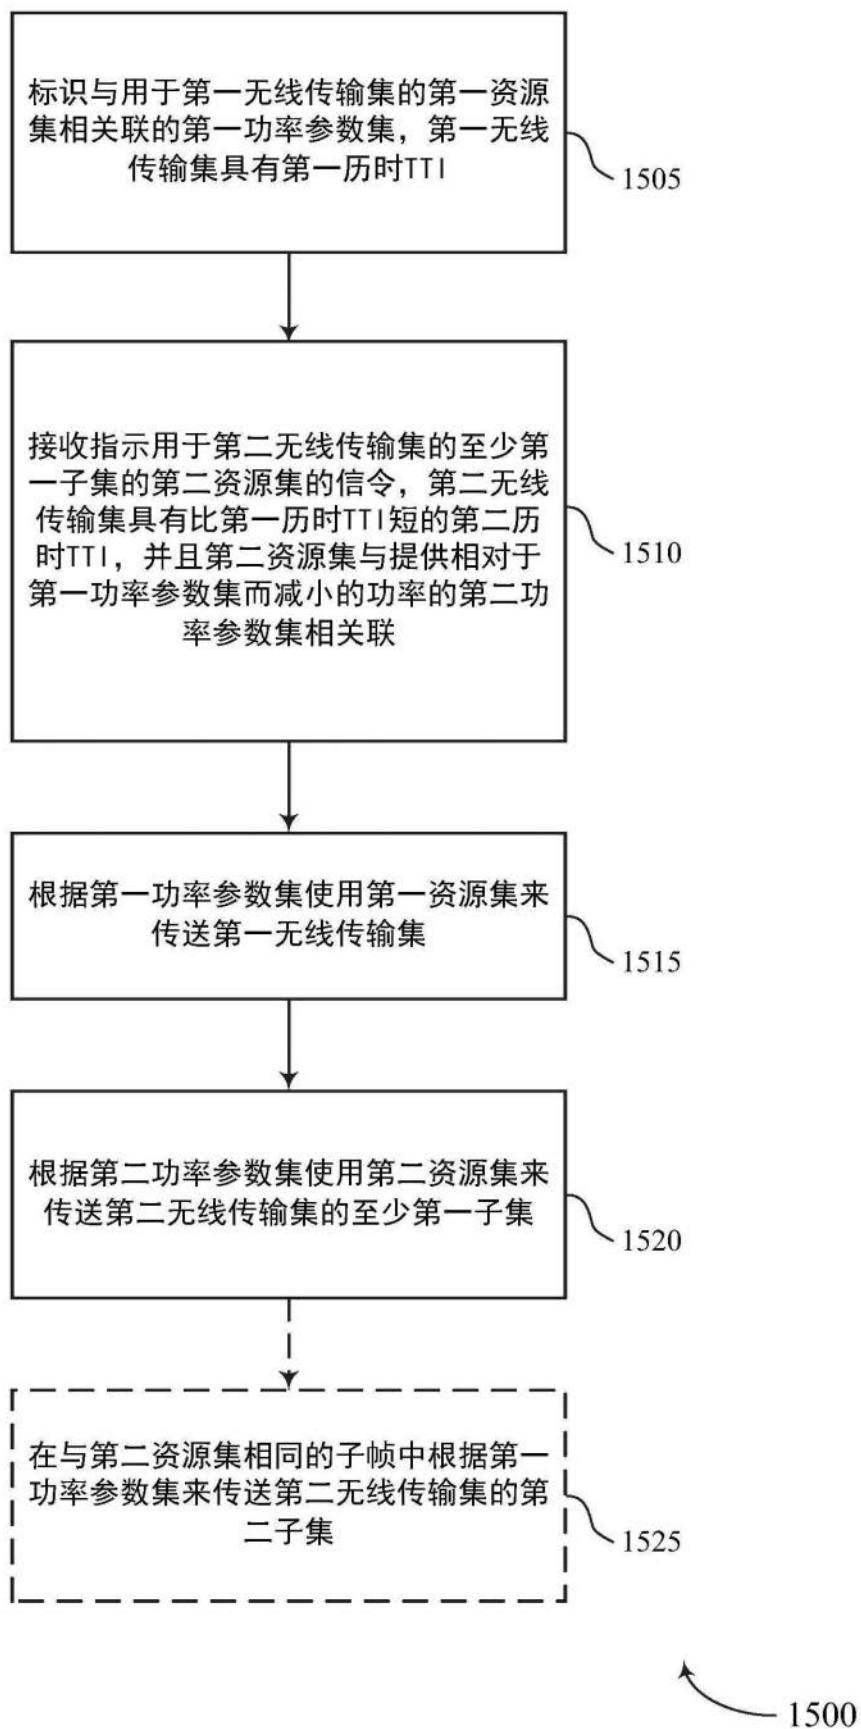 标识与用于第一无线传输集的第一资源
集相关联的第一功率参数集，第一无线
传输集具有第一历时TTI
1505
接收指示用于第二无线传输集的至少第
一子集的第二资源集的信令，第二无线
传输集具有比第一历时TTI短的第二历
时TTI，并且第二资源集与提供相对于
第一功率参数集而减小的功率的第二功
率参数集相关联
1510
根据第一功率参数集使用第一资源集来
传送第一无线传输集
1515
根据第二功率参数集使用第二资源集来
传送第二无线传输集的至少第一子集
1520
在与第二资源集相同的子帧中根据第一
功率参数集来传送第二无线传输集的第
二子集
1525
1500